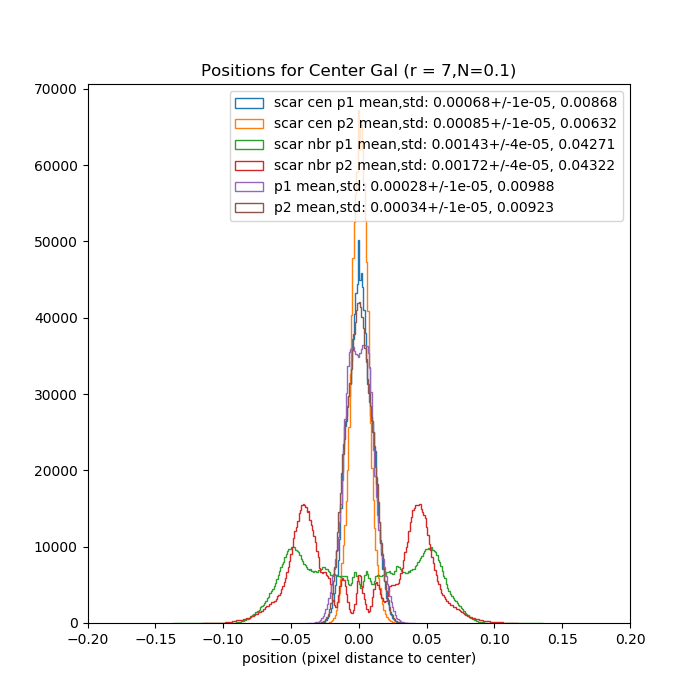 Positions for Center Gal (r = 7,N=0.1)
70000
60000
50000
40000
30000
20000
10000
0
scar cen p1 mean,std: 0.00068+/-1e-05, 0.00868
scar cen p2 mean,std: 0.00085+/-1e-05, 0.00632
scar nbr p1 mean,std: 0.00143+/-4e-05, 0.04271
scar nbr p2 mean,std: 0.00172+/-4e-05, 0.04322
p1 mean,std: 0.00028+/-1e-05, 0.00988
p2 mean,std: 0.00034+/-1e-05, 0.00923
−0.20 −0.15 −0.10 −0.05 0.00 0.05 0.10 0.15 0.20
position (pixel distance to center)